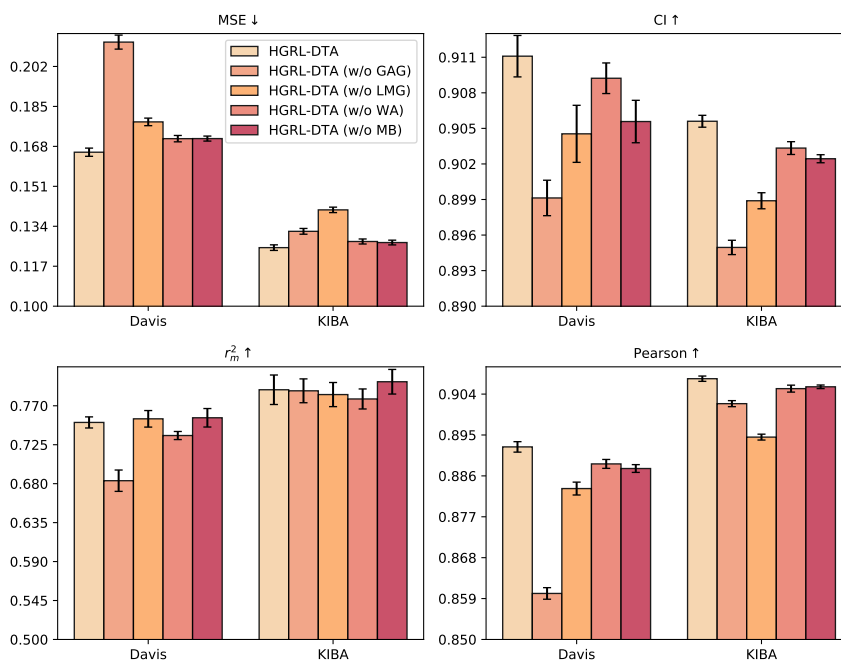 MSE ↓
0.202
0.185
0.168
0.151
0.134
0.117
0.100
HGRL-DTA
HGRL-DTA (w/o GAG)
HGRL-DTA (w/o LMG)
HGRL-DTA (w/o WA)
HGRL-DTA (w/o MB)
Davis
KIBA
CI ↑
0.911
0.908
0.905
0.902
0.899
0.896
0.893
0.890
Davis
KIBA
r²ₘ ↑
0.770
0.725
0.680
0.635
0.590
0.545
0.500
Davis
KIBA
Pearson ↑
0.904
0.895
0.886
0.877
0.868
0.859
0.850
Davis
KIBA